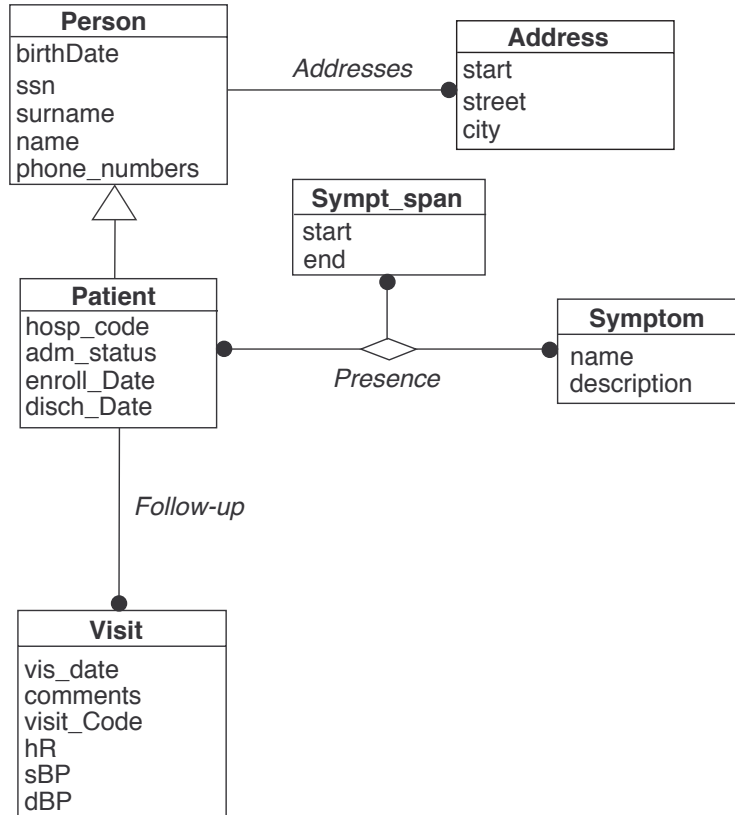 Person
birthDate
ssn
surname
name
phone_numbers
Addresses
Address
start
street
city
Sympt_span
start
end
Patient
hosp_code
adm_status
enroll_Date
disch_Date
Presence
Symptom
name
description
Follow-up
Visit
vis_date
comments
visit_Code
hR
sBP
dBP